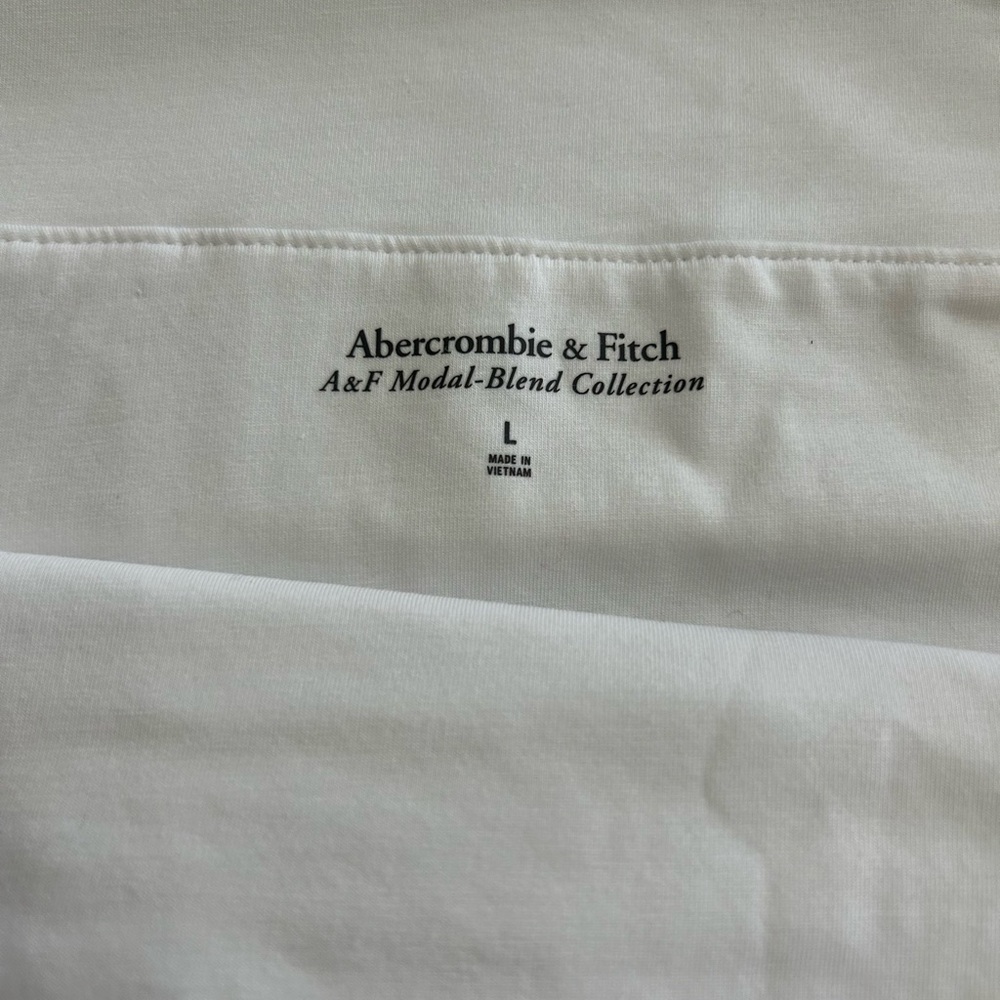 Abercrombie & Fitch
A&F Modal-Blend Collection
L
MADE IN
VIETNAM